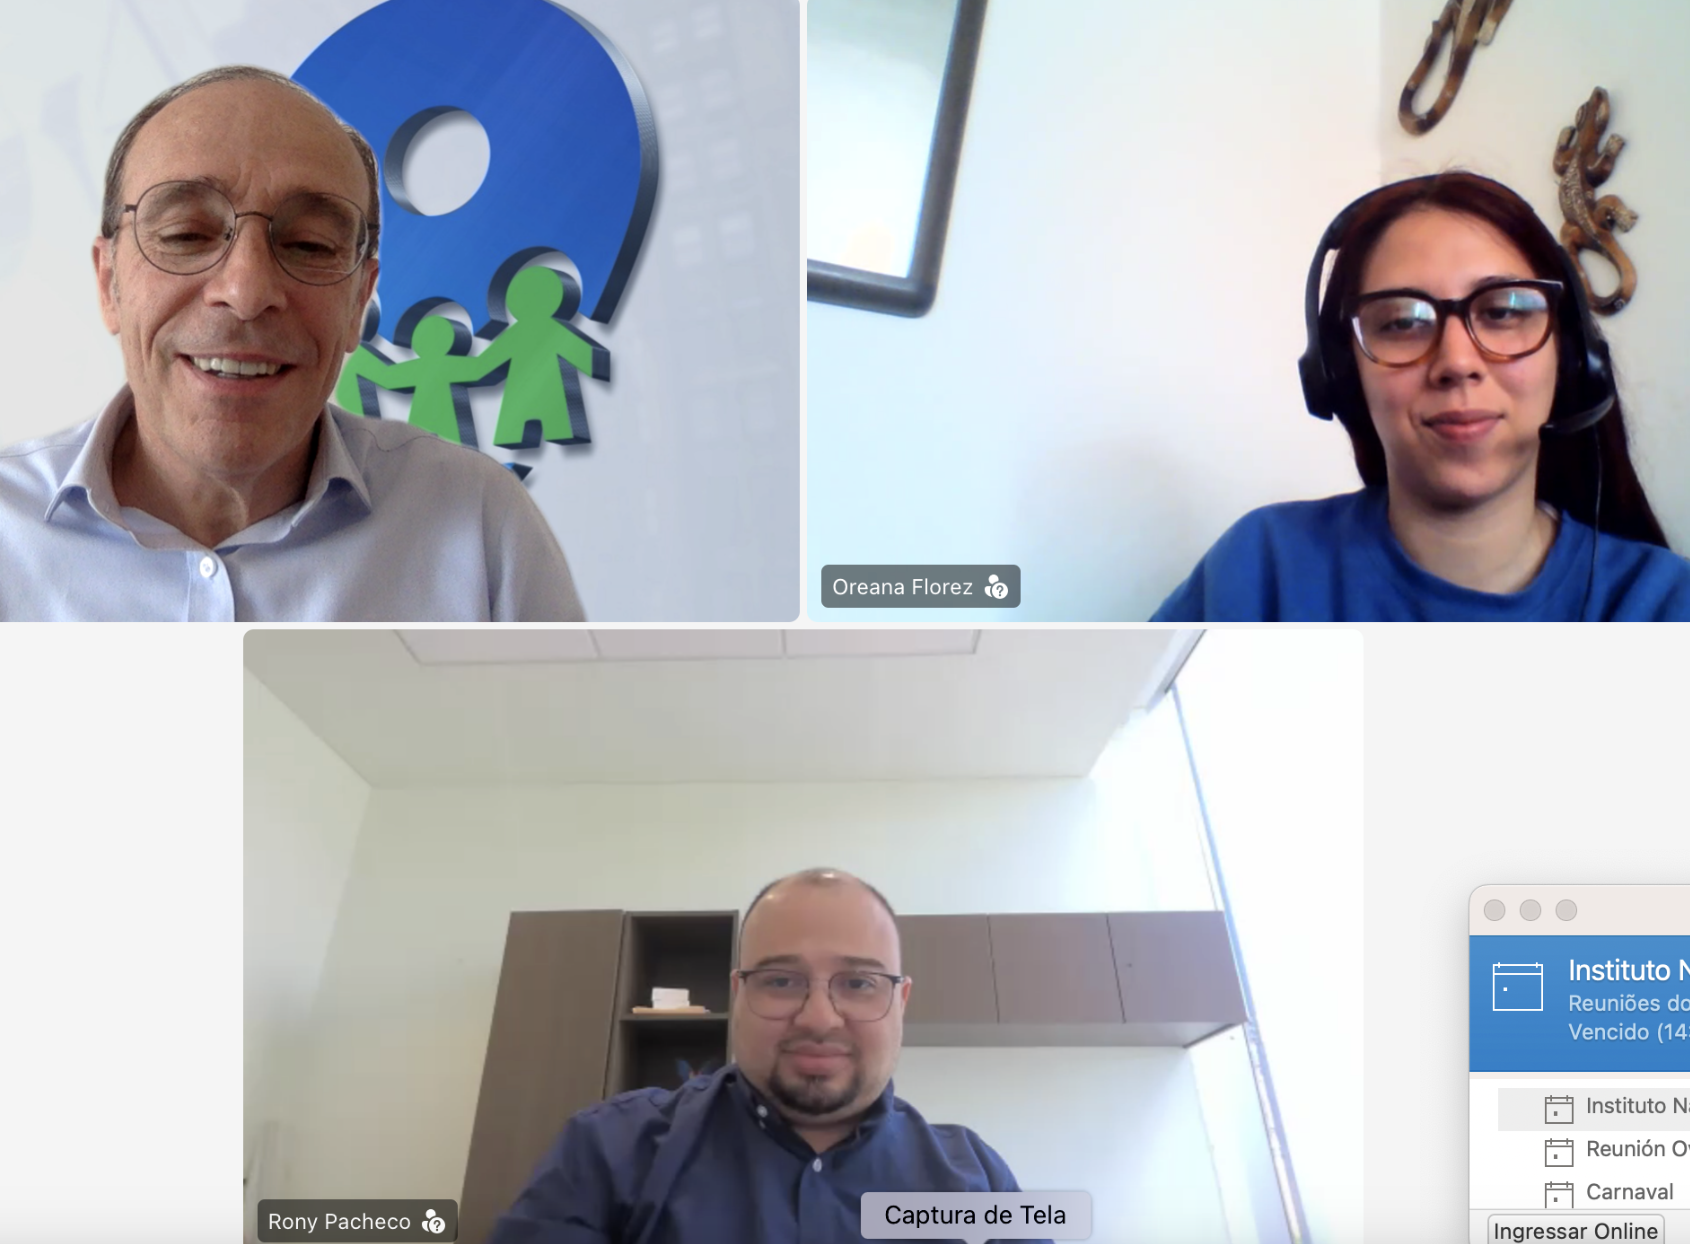 Oreana Florez
Rony Pacheco
Captura de Tela
Instituto
Reuniões do
Vencido
Instituto
Reunión
Carnaval
Ingressar Online